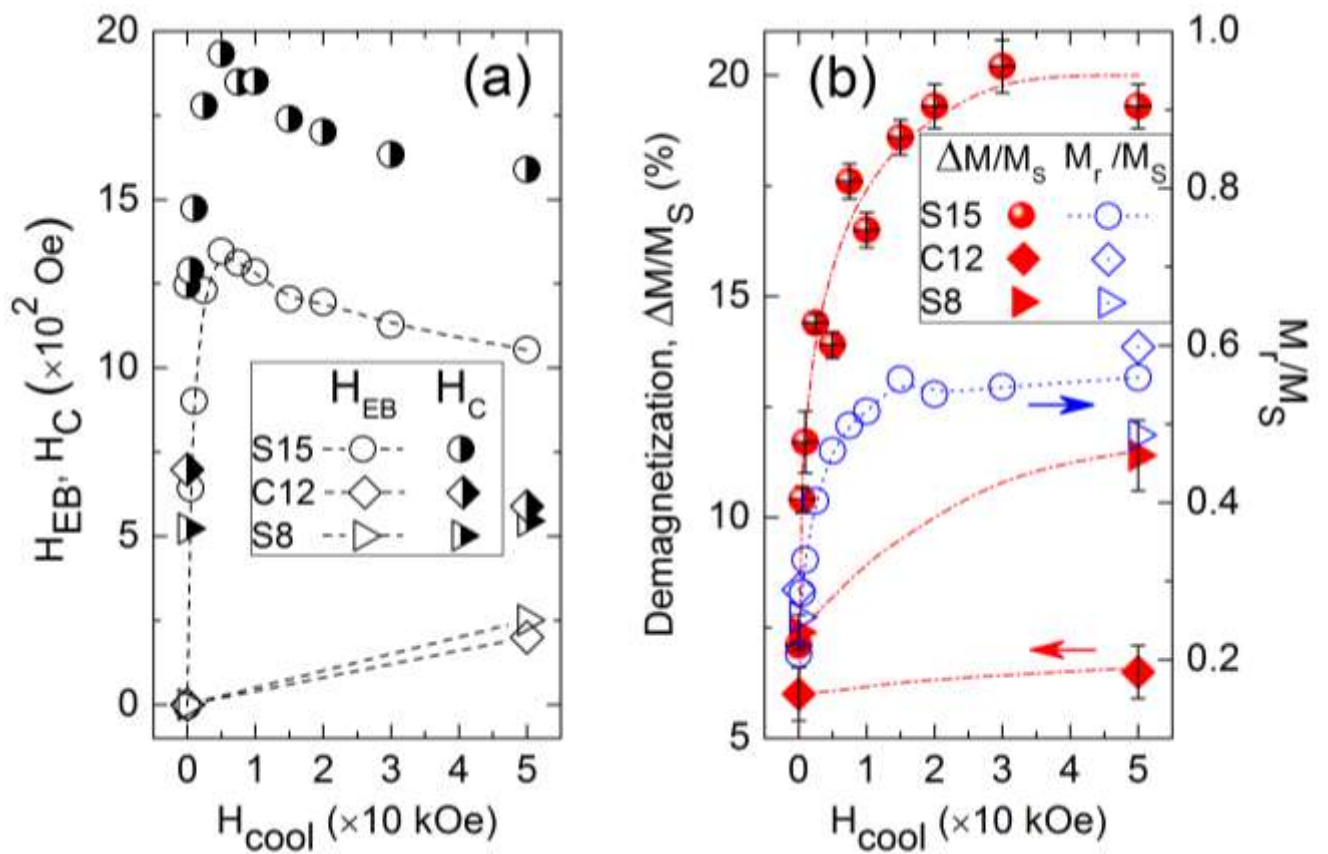 (a)
20
15
10
5
0
H_EB, H_C (×10^2 Oe)
H_EB H_C
S15
C12
S8
0 1 2 3 4 5
H_cool (×10 kOe)
(b)
20
15
10
5
Demagnetization, ΔM/M_S (%)
ΔM/M_S M_r/M_S
S15
C12
S8
1.0
0.8
0.6
0.4
0.2
M_r/M_S
0 1 2 3 4 5
H_cool (×10 kOe)